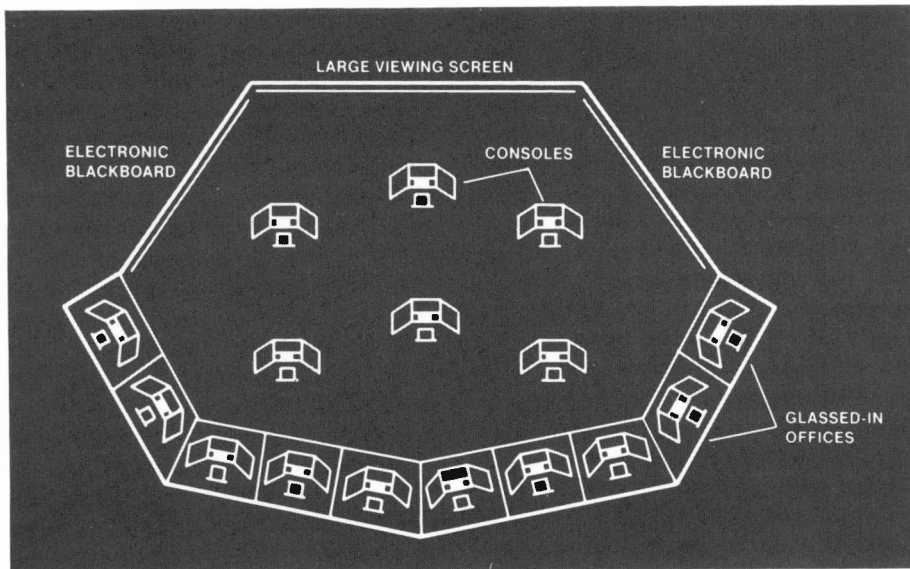 LARGE VIEWING SCREEN
ELECTRONIC
BLACKBOARD
CONSOLES
ELECTRONIC
BLACKBOARD
GLASSED-IN
OFFICES